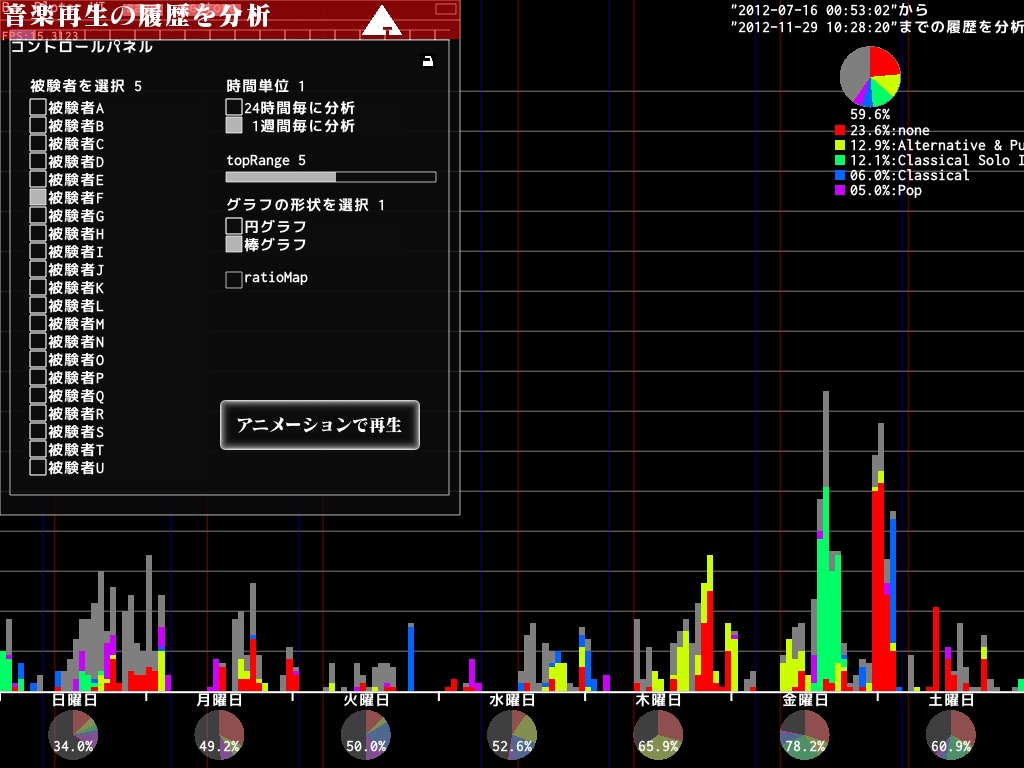 音楽再生の履歴を分析
FPS:15.3123
コントロールパネル
被験者を選択 5
被験者A
被験者B
被験者C
被験者D
被験者E
被験者F
被験者G
被験者H
被験者I
被験者J
被験者K
被験者L
被験者M
被験者N
被験者O
被験者P
被験者Q
被験者R
被験者S
被験者T
被験者U
時間単位 1
24時間毎に分析
1週間毎に分析
topRange 5
グラフの形状を選択 1
円グラフ
棒グラフ
ratioMap
アニメーションで再生
"2012-07-16 00:53:02"から
"2012-11-29 10:28:20"までの履歴を分析
59.6%
23.6%:none
12.9%:Alternative & Pu
12.1%:Classical Solo I
06.0%:Classical
05.0%:Pop
日曜日 月曜日 火曜日 水曜日 木曜日 金曜日 土曜日
34.0% 49.2% 50.0% 52.6% 65.9% 78.2% 60.9%